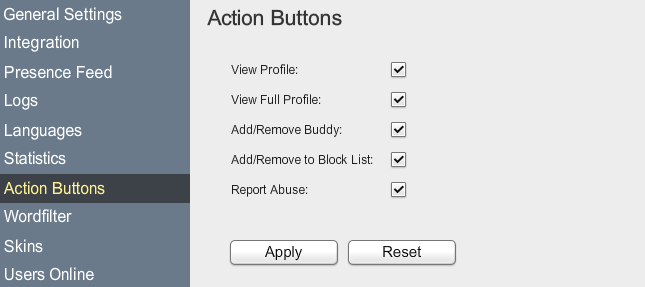 General Settings
Integration
Presence Feed
Logs
Languages
Statistics
Action Buttons
Wordfilter
Skins
Users Online
Action Buttons
View Profile:
View Full Profile:
Add/Remove Buddy:
Add/Remove to Block List:
Report Abuse:
Apply Reset